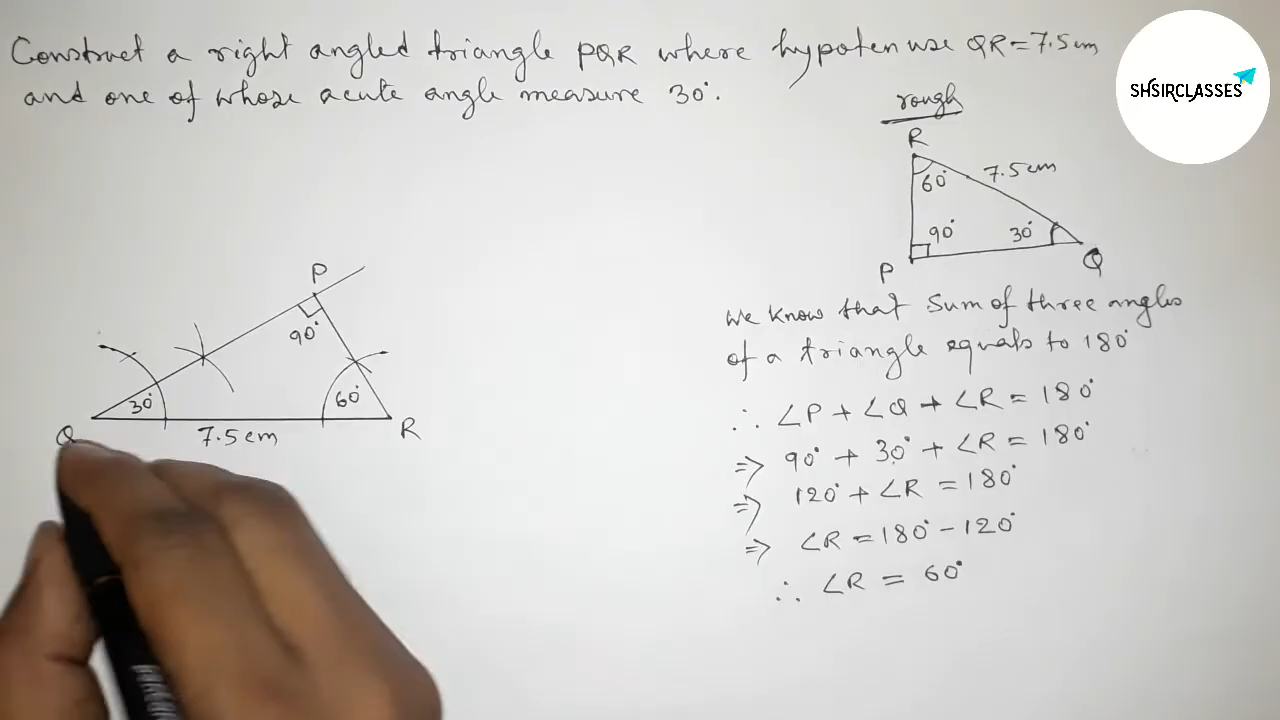 Construct a right angled triangle PQR where hypotenuse QR = 7.5 cm
and one of whose acute angle measure 30°.
SHSIRCLASSES
rough
R
60°
7.5 cm
90°
30°
P
Q
P
90°
30°
60°
Q
7.5 cm
R
We know that sum of three angles
of a triangle equals to 180°
∴ ∠P + ∠Q + ∠R = 180°
⇒ 90° + 30° + ∠R = 180°
⇒ 120° + ∠R = 180°
⇒ ∠R = 180° - 120°
∴ ∠R = 60°